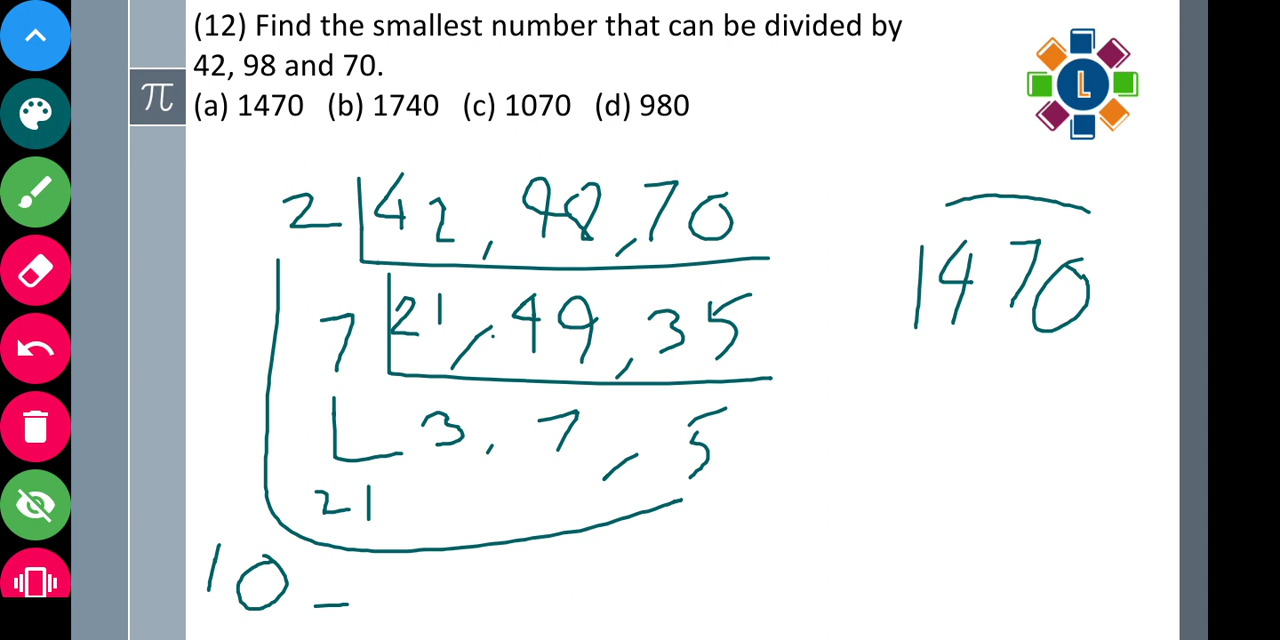 (12) Find the smallest number that can be divided by
42, 98 and 70.
(a) 1470 (b) 1740 (c) 1070 (d) 980
π
L
2 42, 98, 70
1470
7 21, 49, 35
3, 7, 5
21
10 –